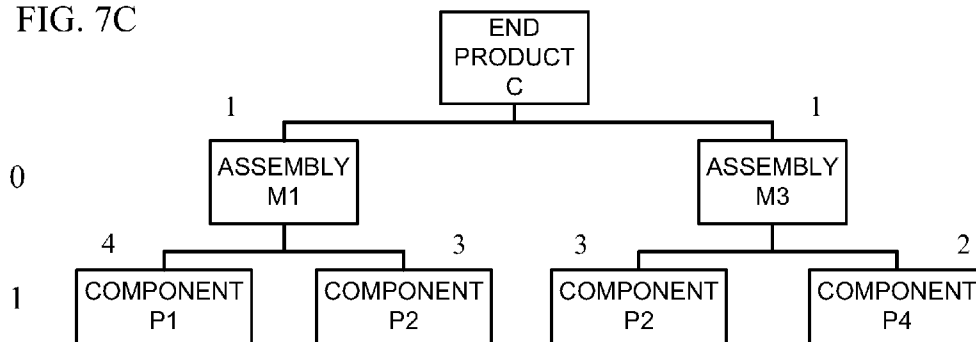 FIG. 7C
END
PRODUCT
C
1 1
0
ASSEMBLY
M1
ASSEMBLY
M3
4 3 3 2
1
COMPONENT
P1
COMPONENT
P2
COMPONENT
P2
COMPONENT
P4